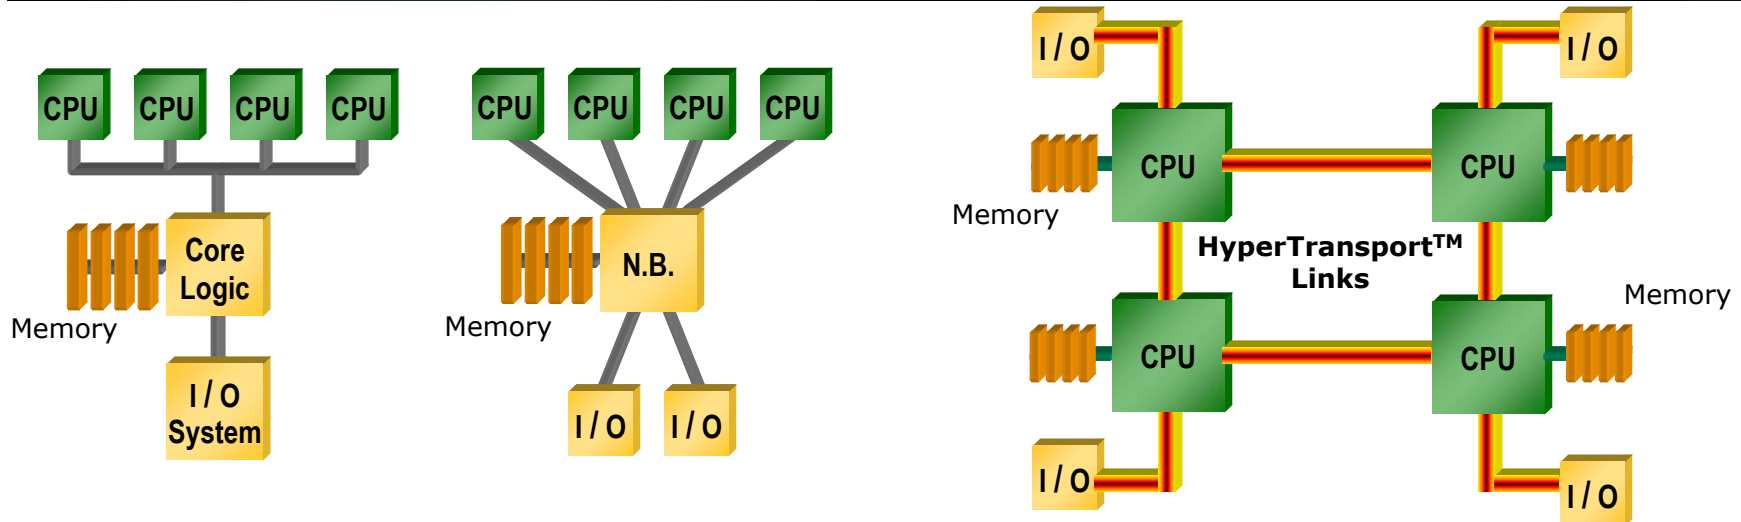 CPU CPU CPU CPU
Core
Logic
Memory
I / O
System
CPU CPU CPU CPU
N.B.
Memory
I / O I / O
I / O I / O
CPU CPU
Memory
HyperTransport™
Links
Memory
CPU CPU
I / O I / O